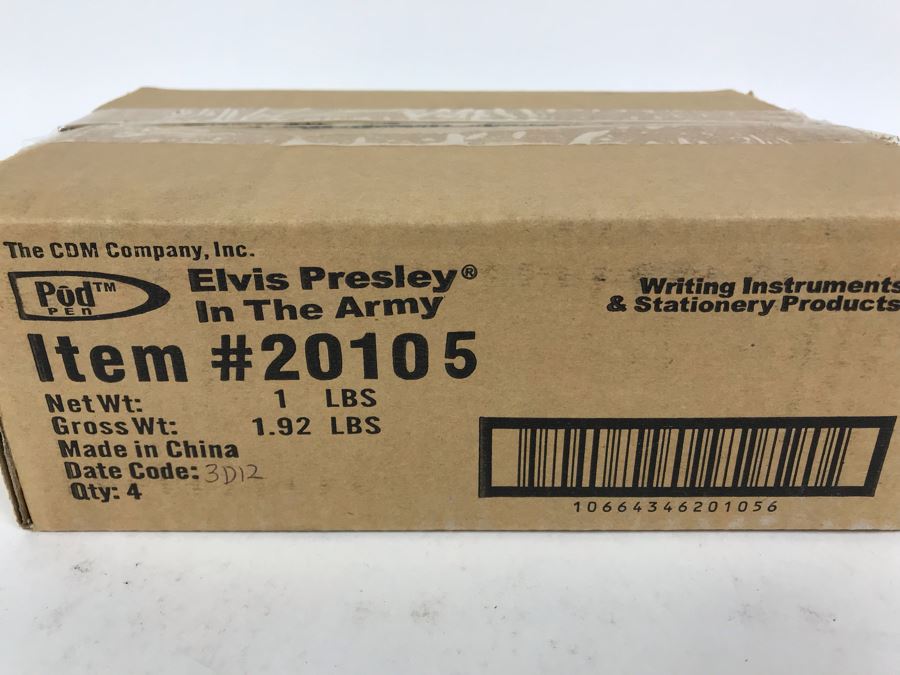 The CDM Company, Inc.
Pod™
PEN
Elvis Presley®
In The Army
Writing Instruments
& Stationery Products
Item #20105
Net Wt: 1 LBS
Gross Wt: 1.92 LBS
Made in China
Date Code: 3D12
Qty: 4
10664346201056